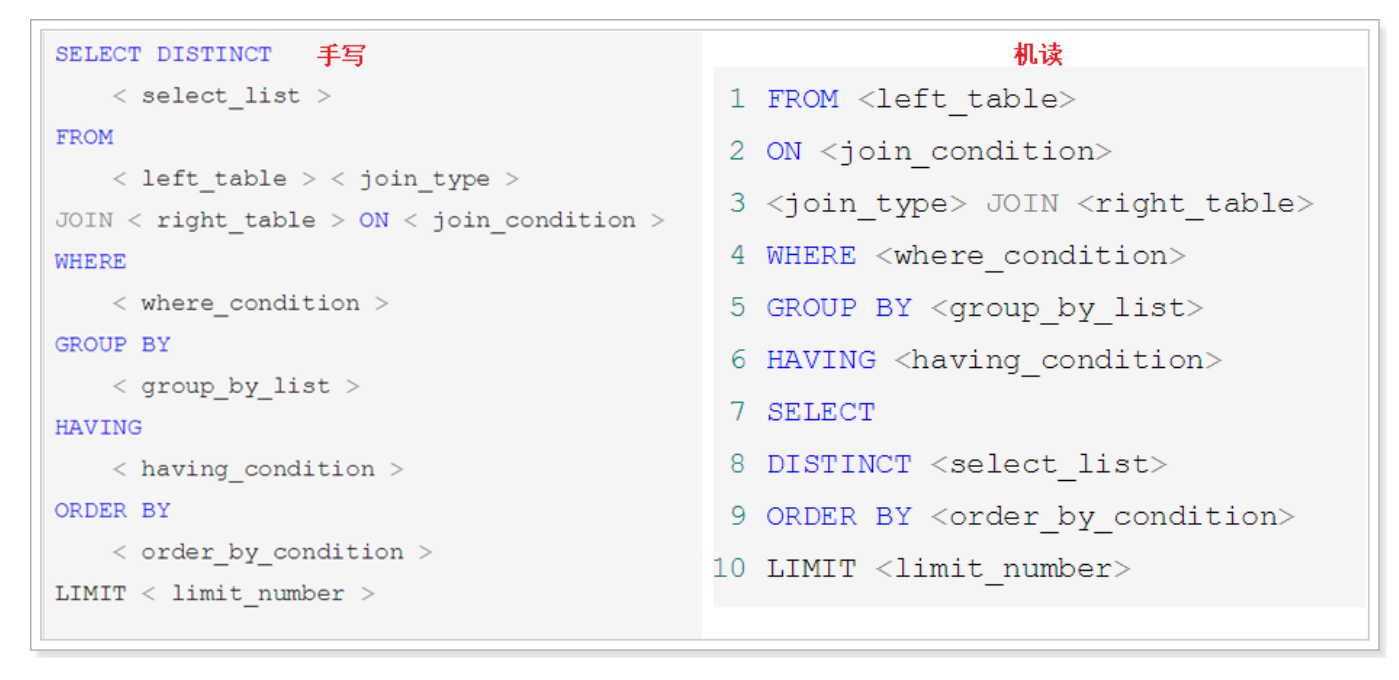 SELECT DISTINCT 手写
< select_list >
FROM
< left_table > < join_type >
JOIN < right_table > ON < join_condition >
WHERE
< where_condition >
GROUP BY
< group_by_list >
HAVING
< having_condition >
ORDER BY
< order_by_condition >
LIMIT < limit_number >
机读
1 FROM <left_table>
2 ON <join_condition>
3 <join_type> JOIN <right_table>
4 WHERE <where_condition>
5 GROUP BY <group_by_list>
6 HAVING <having_condition>
7 SELECT
8 DISTINCT <select_list>
9 ORDER BY <order_by_condition>
10 LIMIT <limit_number>